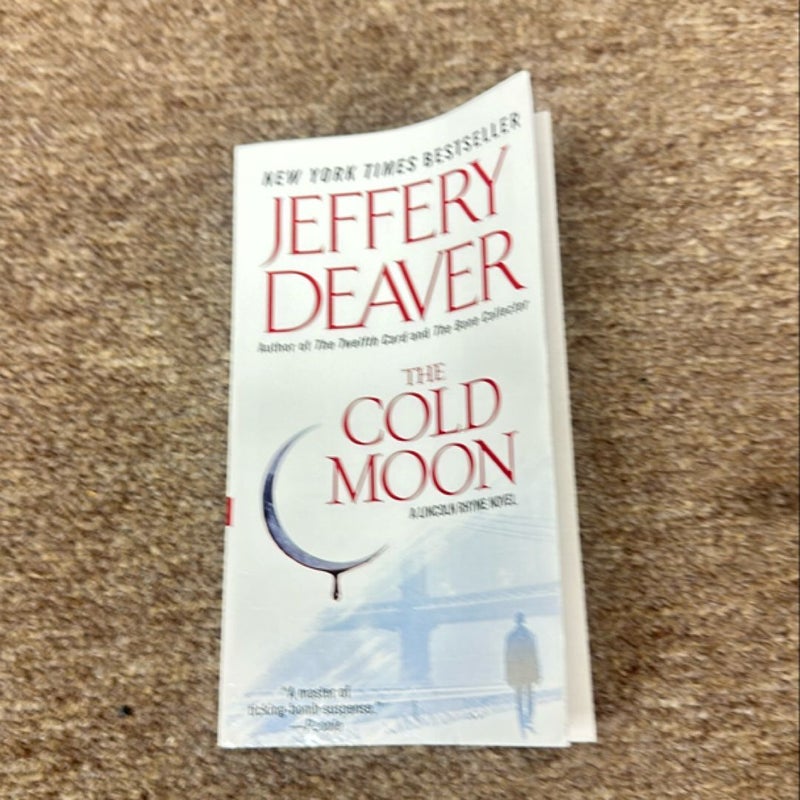 NEW YORK TIMES BESTSELLER
JEFFERY
DEAVER
Author of The Twelfth Card and The Bone Collector
THE
COLD
MOON
A LINCOLN RHYME NOVEL
"A master of
ticking-bomb suspense."
—People